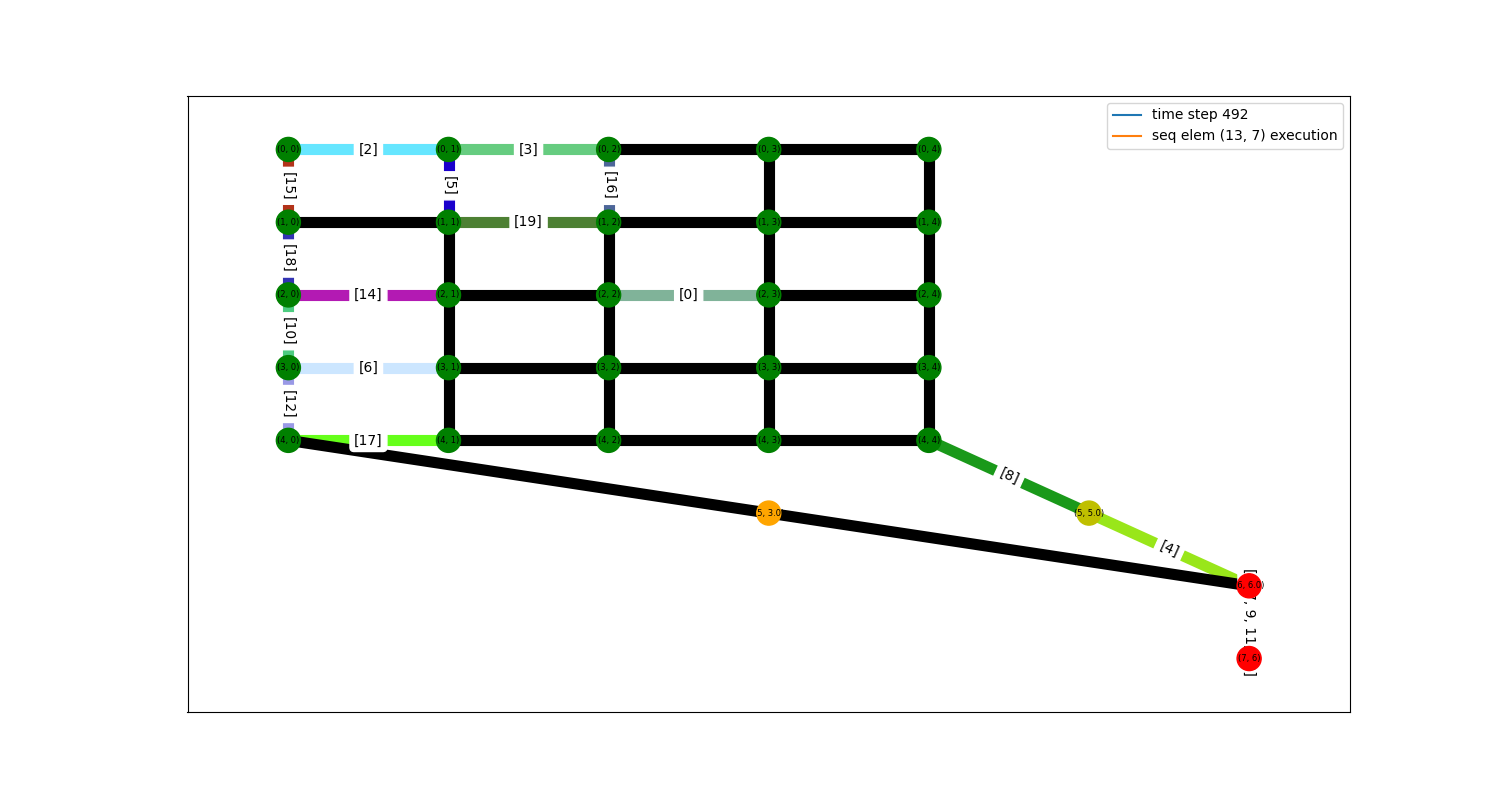 time step 492
seq elem (13, 7) execution
(0, 0) [2] (0, 1) [3] (0, 2) (0, 3) (0, 4)
[15] [5] [16]
(1, 0) (1, 1) [19] (1, 2) (1, 3) (1, 4)
[18]
(2, 0) [14] (2, 1) (2, 2) [0] (2, 3) (2, 4)
[10]
(3, 0) [6] (3, 1) (3, 2) (3, 3) (3, 4)
[12]
(4, 0) [17] (4, 1) (4, 2) (4, 3) (4, 4)
[8]
(5, 3.0) (5, 5.0)
[4]
(6, 6.0)
7, 9, 11
(7, 6)